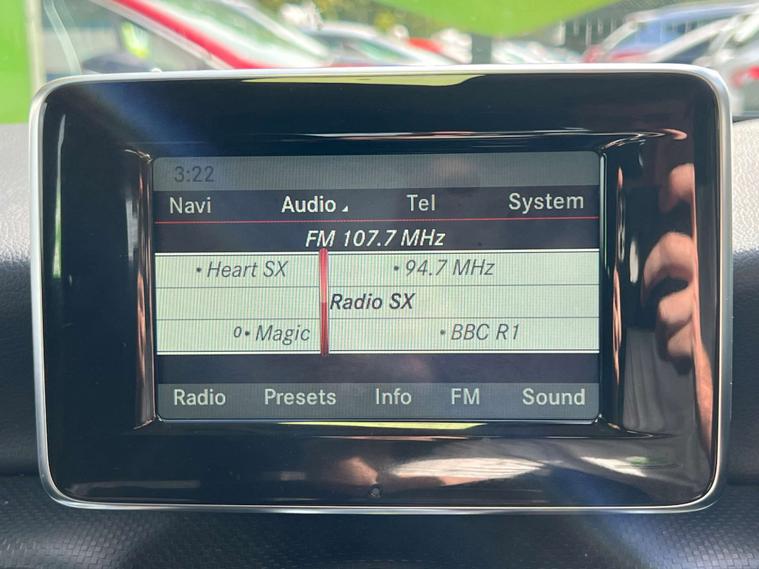 3:22
Navi Audio Tel System
FM 107.7 MHz
•Heart SX •94.7 MHz
Radio SX
0•Magic •BBC R1
Radio Presets Info FM Sound